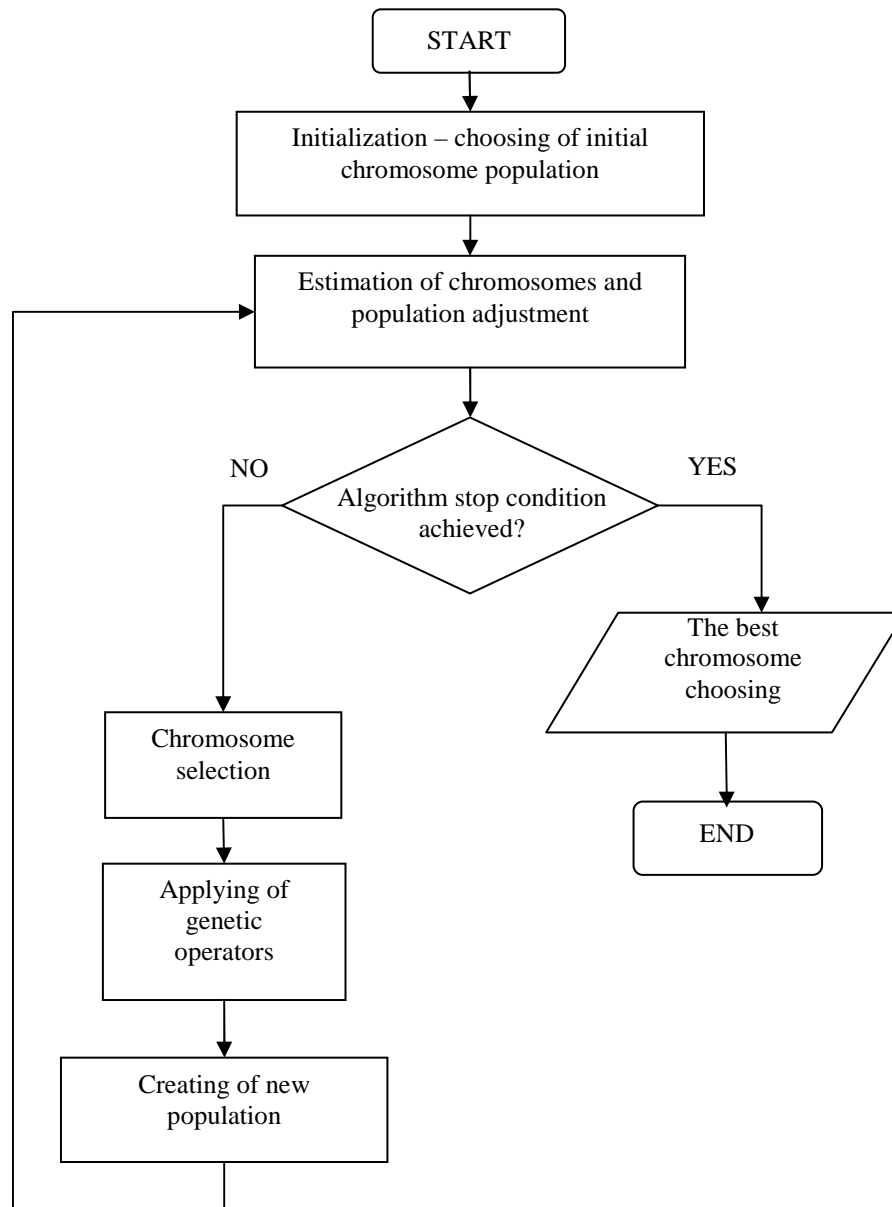 START
Initialization – choosing of initial
chromosome population
Estimation of chromosomes and
population adjustment
NO
YES
Algorithm stop condition
achieved?
The best
chromosome
choosing
Chromosome
selection
END
Applying of
genetic
operators
Creating of new
population